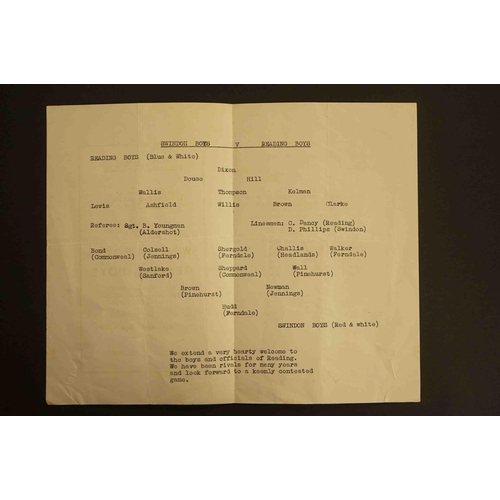 SWINDON BOYS v READING BOYS
READING BOYS (Blue & White)
Dixon
Douce Hill
Wallis Thompson Kelman
Lewis Ashfield Willis Brown Clarke
Referee: Sgt. B. Youngman Linesmen: C. Dancy (Reading)
(Aldershot) D. Phillips (Swindon)
Bond Colsell Shergold Challis Walker
(Commonweal) (Jennings) (Ferndale) (Headlands) (Ferndale)
Westlake Sheppard Wall
(Sanford) (Commonweal) (Pinehurst)
Brown Newman
(Pinehurst) (Jennings)
Rudd
(Ferndale)
SWINDON BOYS (Red & white)
We extend a very hearty welcome to
the boys and officials of Reading.
We have been rivals for many years
and look forward to a keenly contested
game.